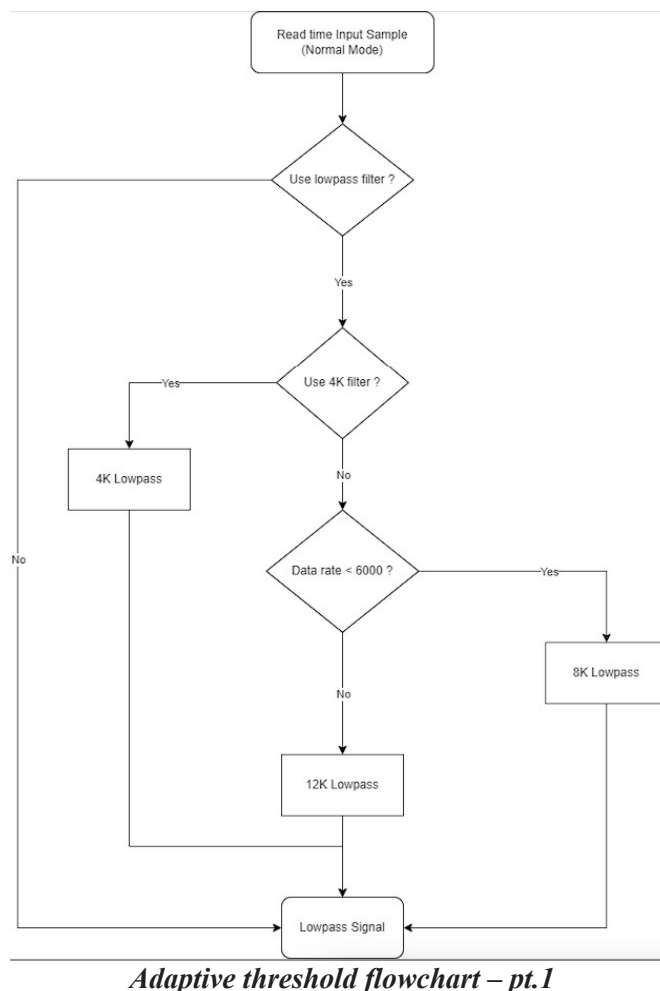 Read time Input Sample
(Normal Mode)
Use lowpass filter ?
Yes
Use 4K filter ?
Yes
4K Lowpass
No
No
Data rate < 6000 ?
Yes
8K Lowpass
No
12K Lowpass
Lowpass Signal
Adaptive threshold flowchart – pt.1